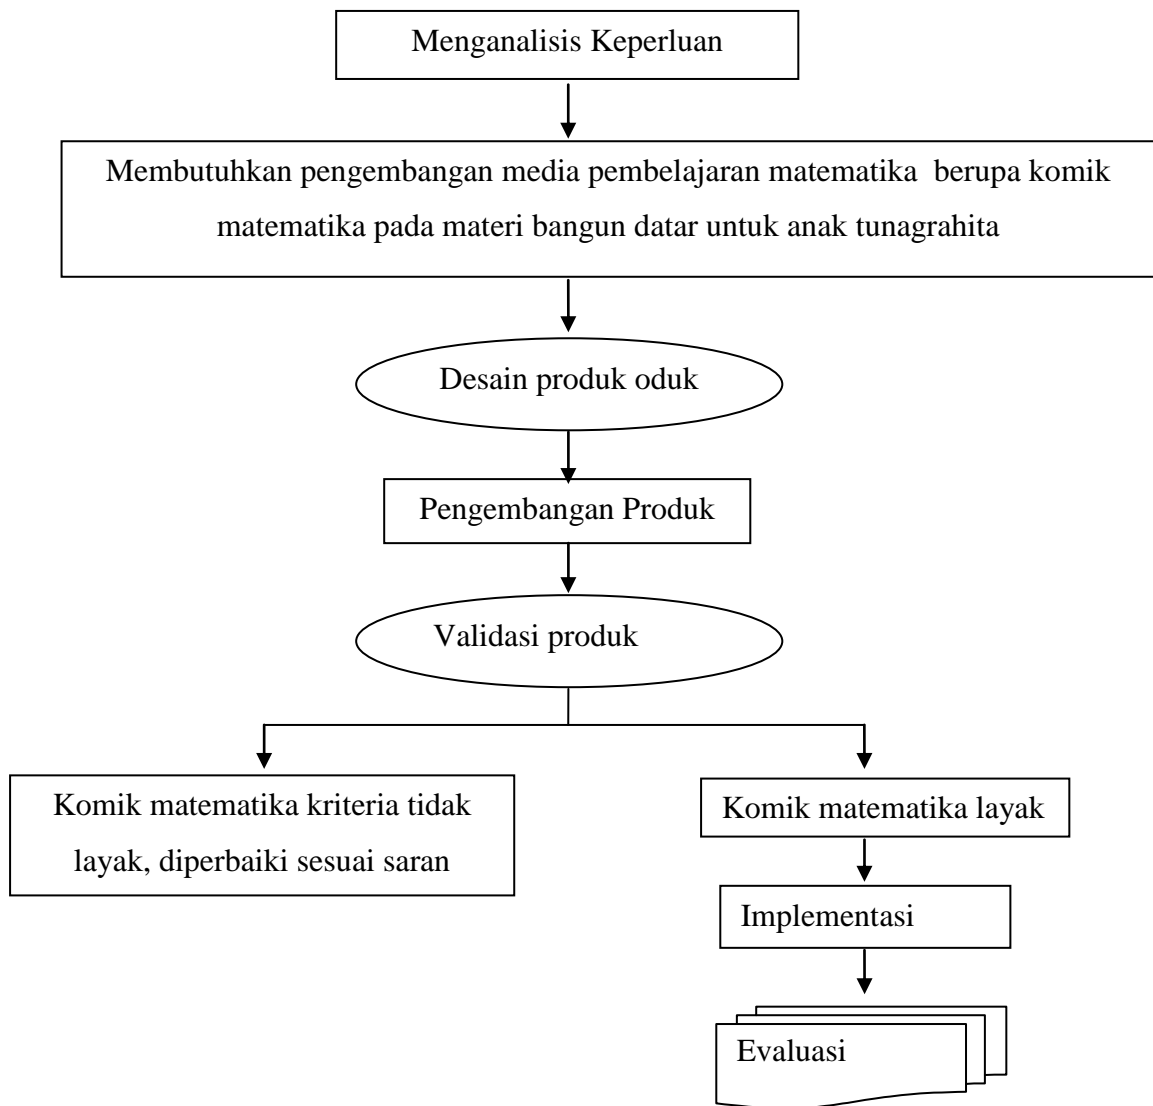 Menganalisis Keperluan
Membutuhkan pengembangan media pembelajaran matematika  berupa komik
matematika pada materi bangun datar untuk anak tunagrahita
Desain produk oduk
Pengembangan Produk
Validasi produk
Komik matematika kriteria tidak
layak, diperbaiki sesuai saran
Komik matematika layak
Implementasi
Evaluasi